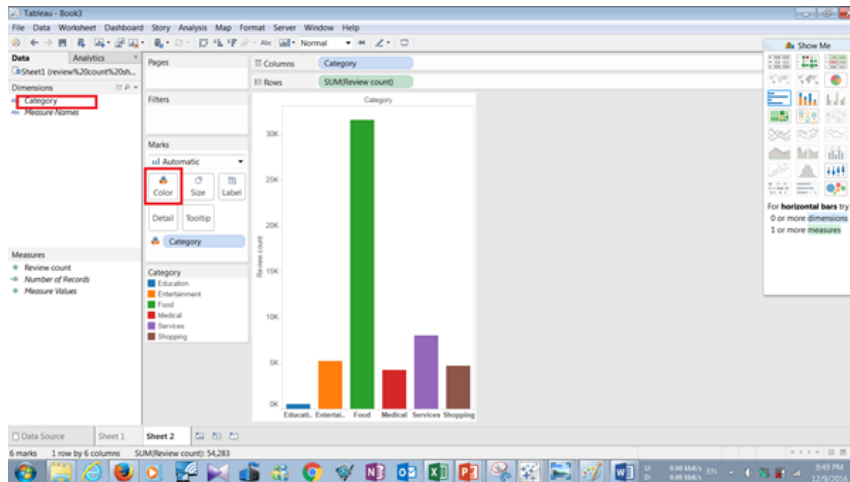 Tableau - Book3
File Data Worksheet Dashboard Story Analysis Map Format Server Window Help
Abc Normal
Show Me
Data Analytics
Sheet1 (review%20count%20sh...
Dimensions
Category
Measure Names
Measures
Review count
Number of Records
Measure Values
Pages
Filters
Marks
Automatic
Color Size Label
Detail Tooltip
Category
Category
Education
Entertainment
Food
Medical
Services
Shopping
Columns Category
Rows SUM(Review count)
Category
30K
25K
20K
15K
10K
5K
0K
Review count
Educati.. Entertai.. Food Medical Services Shopping
For horizontal bars try
0 or more dimensions
1 or more measures
Data Source Sheet 1 Sheet 2
6 marks 1 row by 6 columns SUM(Review count): 54,283
EN 9:49 PM
12/9/2016